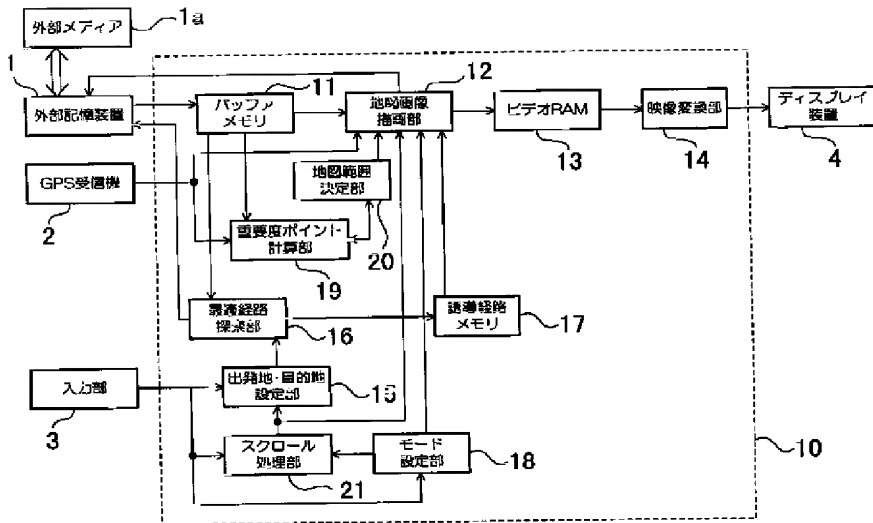 外部メディア
1a
1
外部記憶装置
11
バッファ
メモリ
12
地図画像
描画部
ビデオRAM
13
映像変換部
14
ディスプレイ
装置
4
GPS受信機
2
地図範囲
決定部
20
重要度ポイント
計算部
19
最適経路
探索部
16
誘導経路
メモリ
17
入力部
3
出発地・目的地
設定部
15
スクロール
処理部
21
モード
設定部
18
10